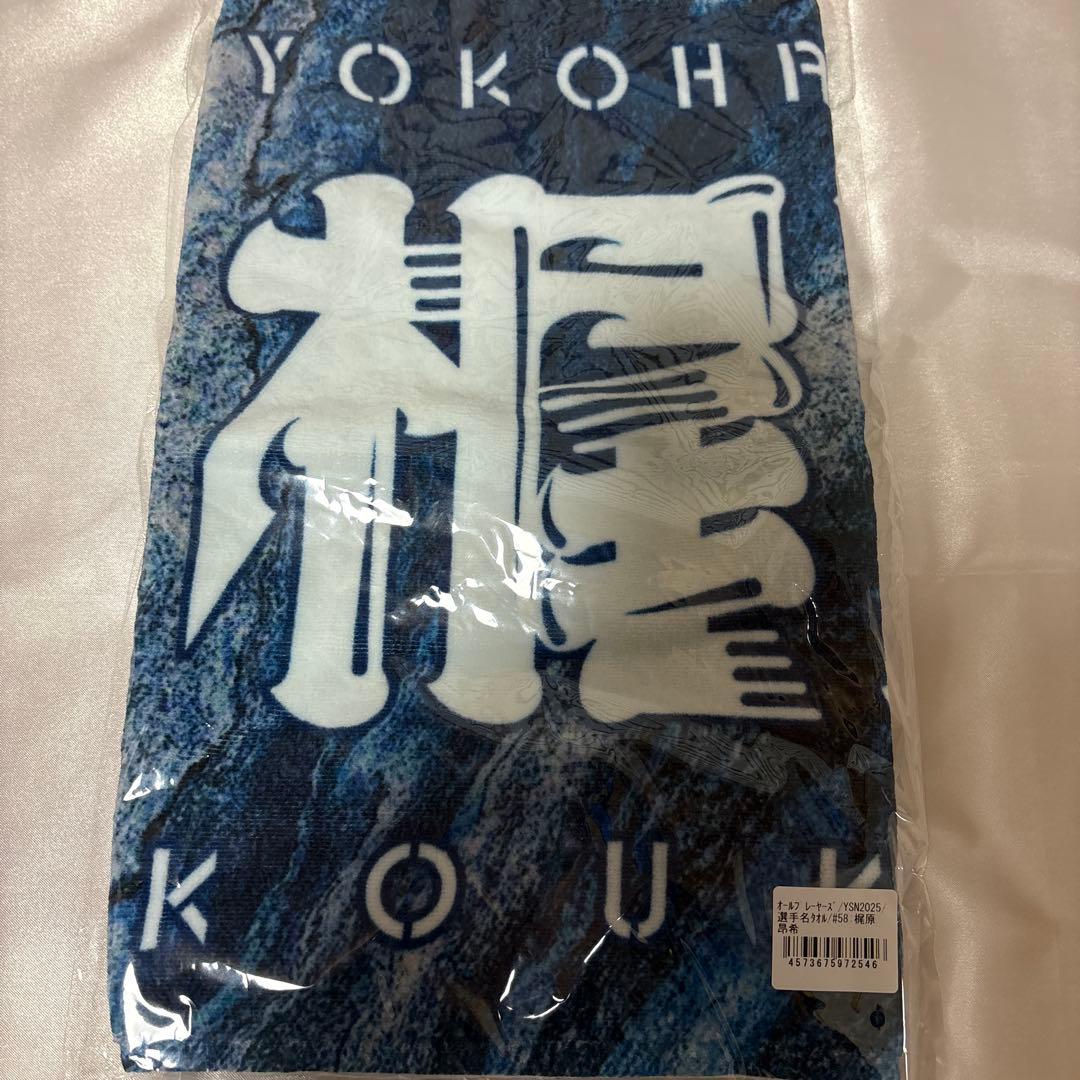 YOKOHA
梶
KOUK
ｵｰﾙﾌﾟﾚｰﾔｰｽﾞ/YSN2025/
選手名ﾀｵﾙ/#58:梶原
昂希
4573675972546